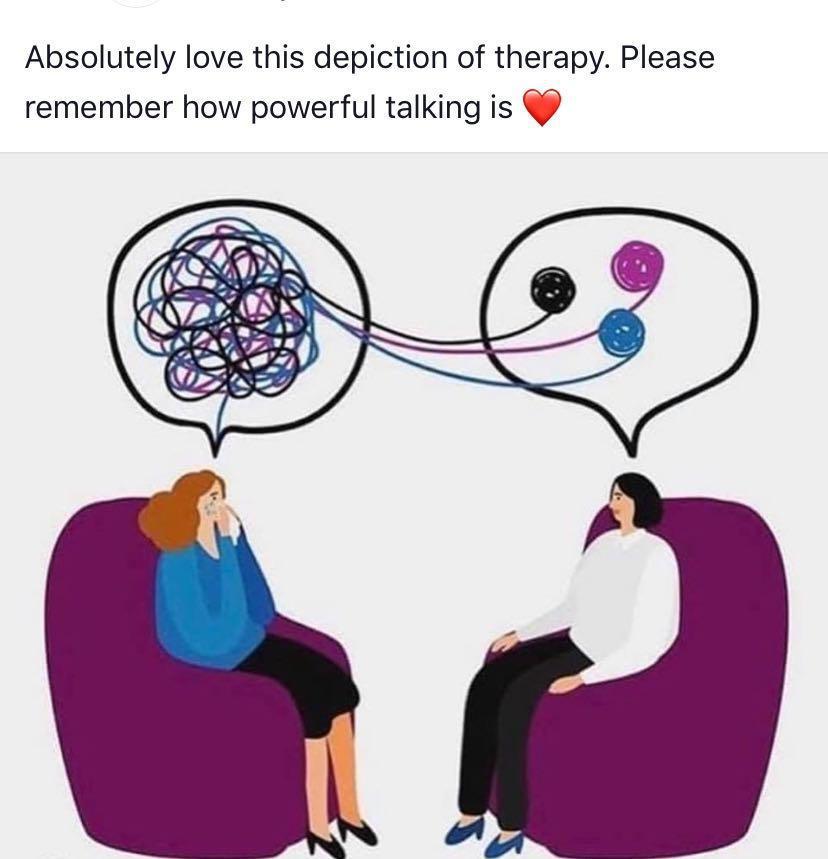 Absolutely love this depiction of therapy. Please
remember how powerful talking is ❤️